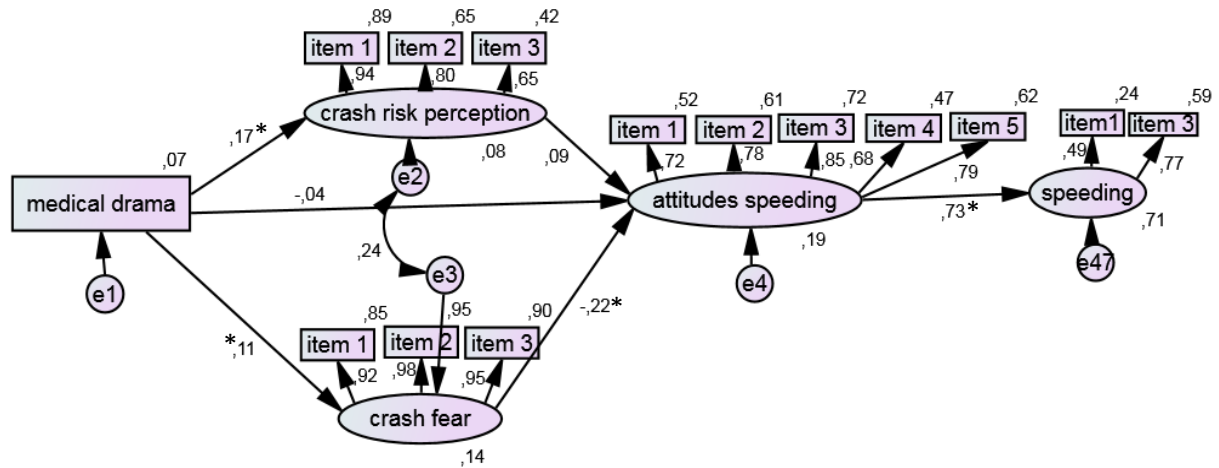 ,89 ,65 ,42
item 1 item 2 item 3
,94 ,80 ,65
crash risk perception
,17*
,08
,09
,07
medical drama
-,04
e1
e2
,24
e3
*,11
,52 ,61 ,72 ,47 ,62
item 1 item 2 item 3 item 4 item 5
,72 ,78 ,85 ,68 ,79
attitudes speeding
,19
e4
,73*
,24 ,59
item1 item 3
,49 ,77
speeding
,71
e47
-,22*
,85 ,95 ,90
item 1 item 2 item 3
,92 ,98 ,95
crash fear
,14